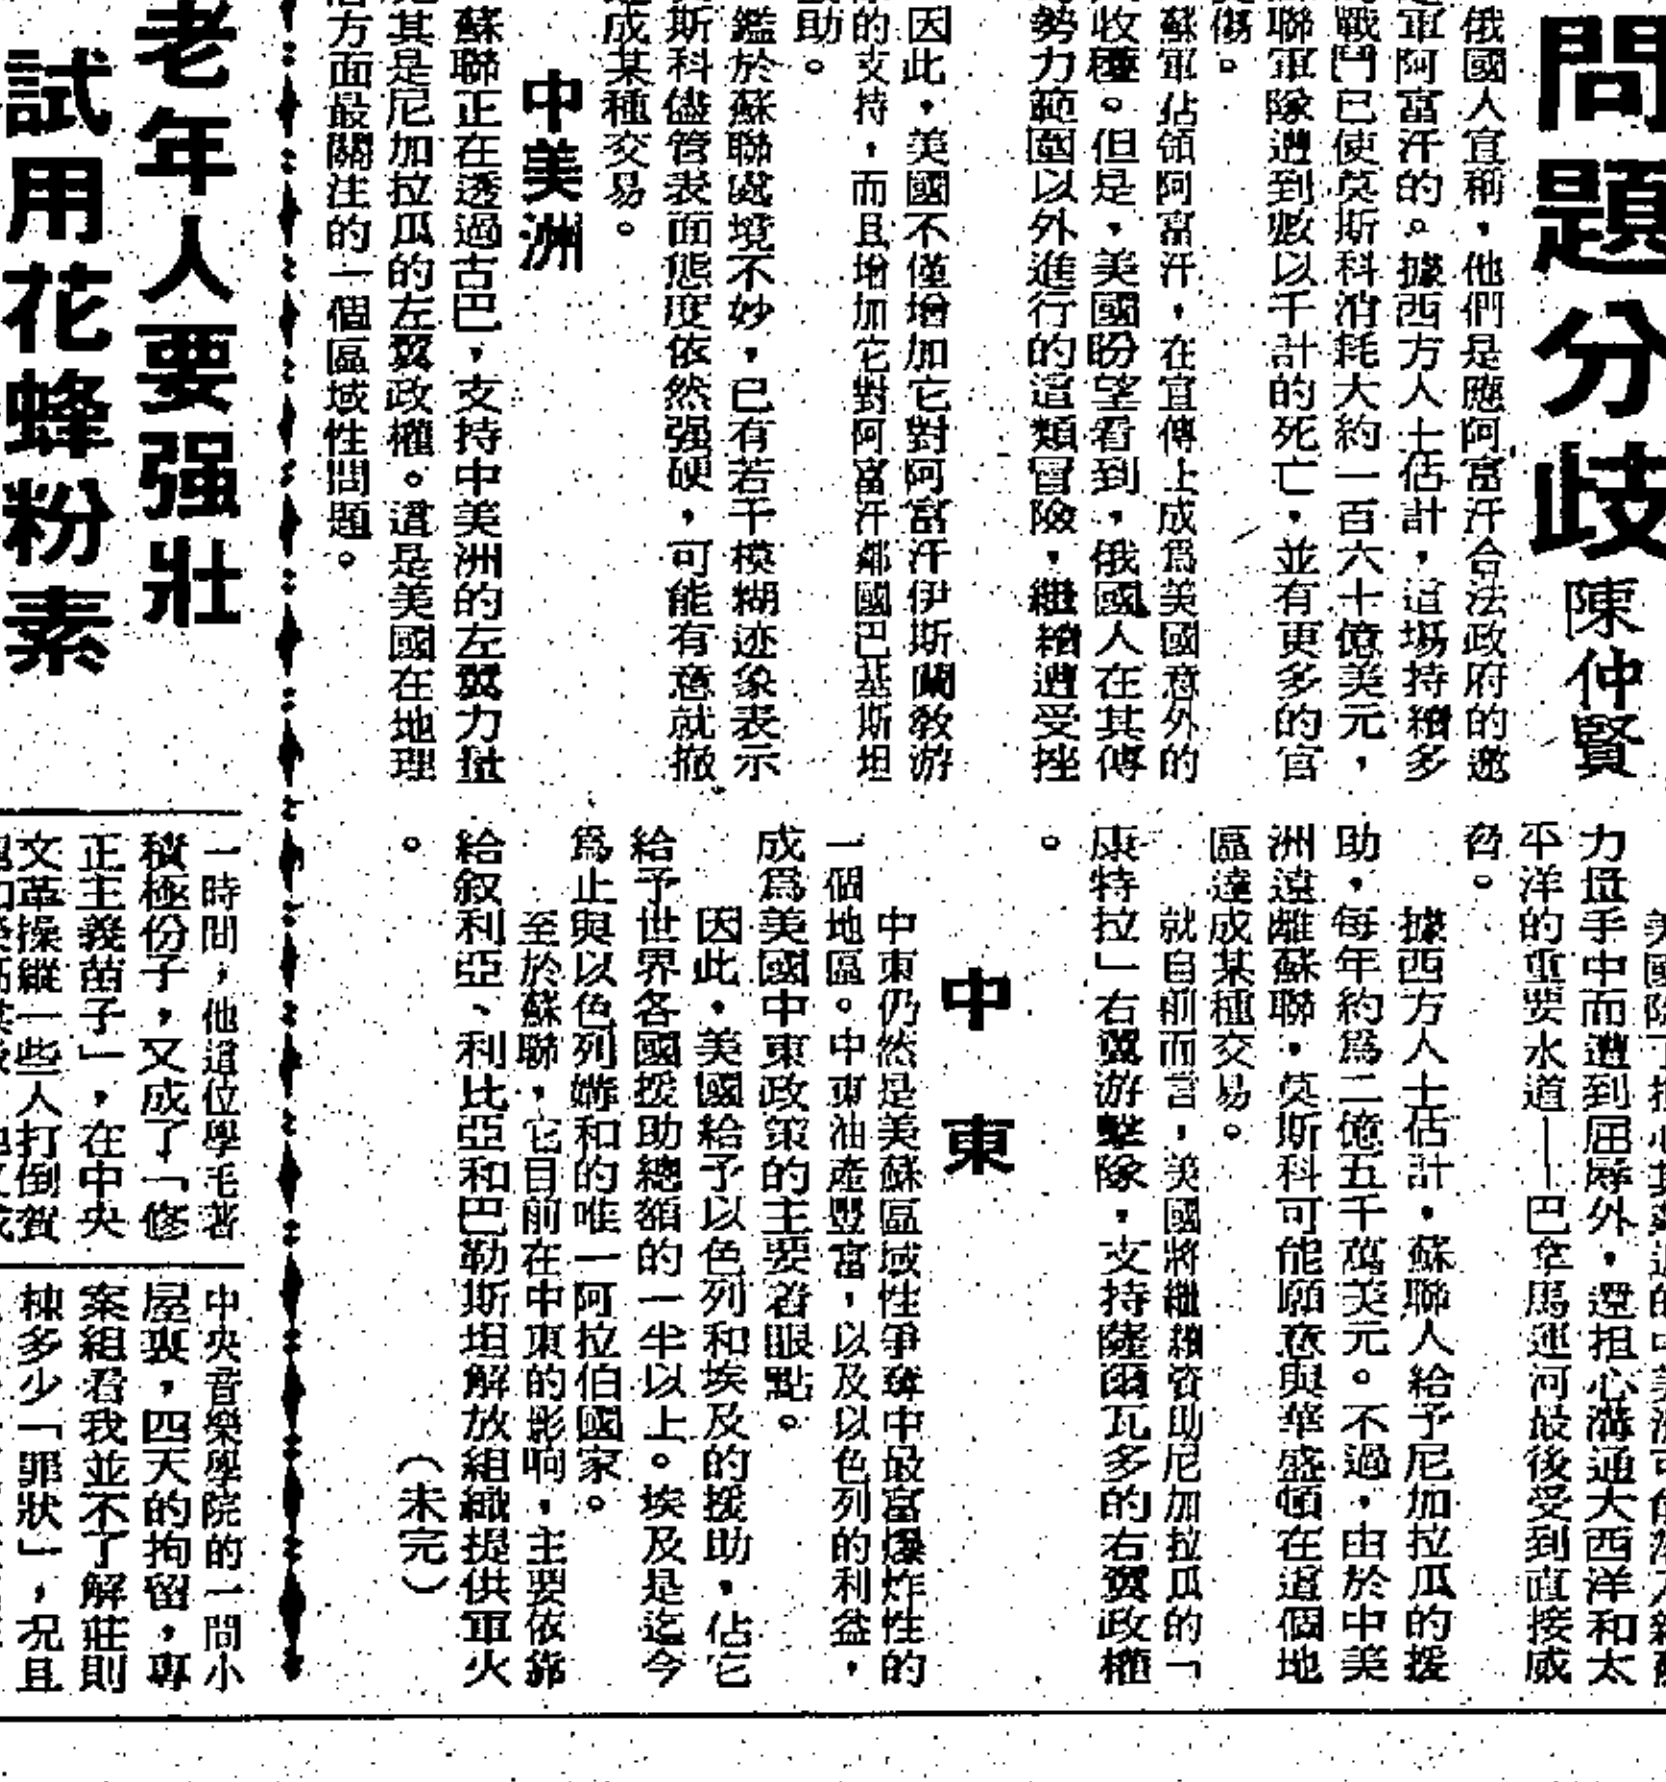 問題分歧
陳仲賢
俄國人宣稱，他們是應阿富汗合法政府的邀
軍阿富汗的。據西方人士估計，這場持續多
戰鬥已使莫斯科消耗大約一百六十億美元，
聯軍隊遭到數以千計的死亡，並有更多的官
傷。
蘇軍佔領阿富汗，在宣傳上成爲美國意外的
收穫。但是，美國盼望看到，俄國人在其傳
勢力範圍以外進行的這類冒險，繼續遭受挫
因此，美國不僅增加它對阿富汗伊斯蘭教游
的支持，而且增加它對阿富汗鄰國巴基斯坦
助。
鑑於蘇聯處境不妙，已有若干模糊迹象表示
斯科儘管表面態度依然强硬，可能有意就撤
成某種交易。
中美洲
蘇聯正在透過古巴，支持中美洲的左翼力量
其是尼加拉瓜的左翼政權。這是美國在地理
方面最關注的一個區域性問題。
力量手中而遭到屈辱外，還担心溝通大西洋和太
平洋的重要水道——巴拿馬運河最後受到直接威
脅。
據西方人士估計，蘇聯人給予尼加拉瓜的援
助，每年約爲二億五千萬美元。不過，由於中美
洲遠離蘇聯，莫斯科可能願意與華盛頓在這個地
區達成某種交易。
就目前而言，美國將繼續資助尼加拉瓜的「
康特拉」右翼游擊隊，支持薩爾瓦多的右翼政權
。
中東
中東仍然是美蘇區域性爭奪中最富爆炸性的
一個地區。中東油產豐富，以及以色列的利益，
成爲美國中東政策的主要着眼點。
因此，美國給予以色列和埃及的援助，佔它
給予世界各國援助總額的一半以上。埃及是迄今
爲止與以色列媾和的唯一阿拉伯國家。
至於蘇聯，它目前在中東的影响，主要依靠
給叙利亞、利比亞和巴勒斯坦解放組織提供軍火
。
（未完）
老年人要强壯
試用花蜂粉素
一時間，他這位學毛著
積極份子，又成了「修
正主義苗子」，在中央
文革操縱一些人打倒賀
中央音樂學院的一間小
屋裏，四天的拘留，專
案組看我並不了解莊則
棟多少「罪狀」，况且